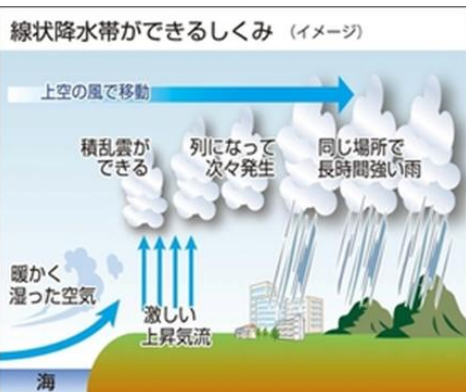 線状降水帯ができるしくみ （イメージ）
上空の風で移動
積乱雲が
できる
列になって
次々発生
同じ場所で
長時間強い雨
暖かく
湿った空気
激しい
上昇気流
海